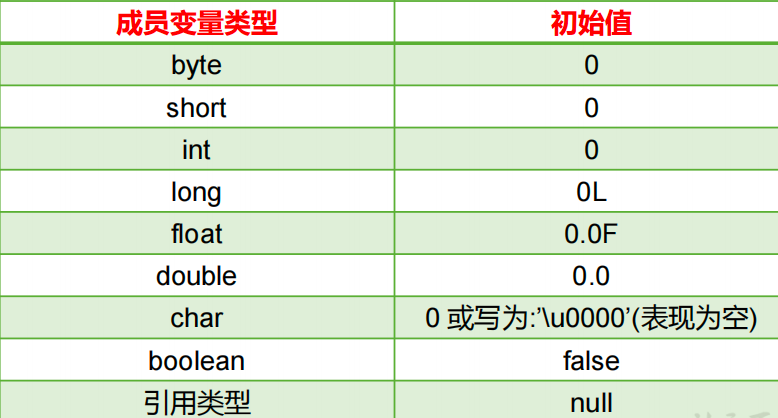 成员变量类型 初始值
byte 0
short 0
int 0
long 0L
float 0.0F
double 0.0
char 0 或写为:’\u0000’(表现为空)
boolean false
引用类型 null